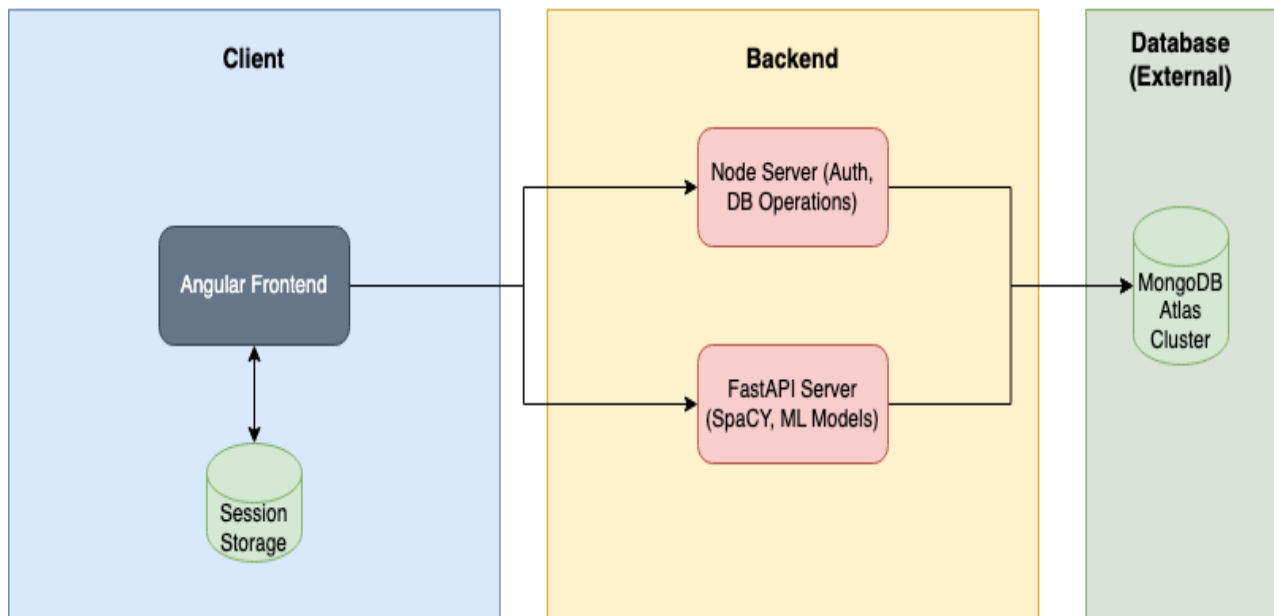 Client
Angular Frontend
Session
Storage
Backend
Node Server (Auth,
DB Operations)
FastAPI Server
(SpaCY, ML Models)
Database
(External)
MongoDB
Atlas
Cluster